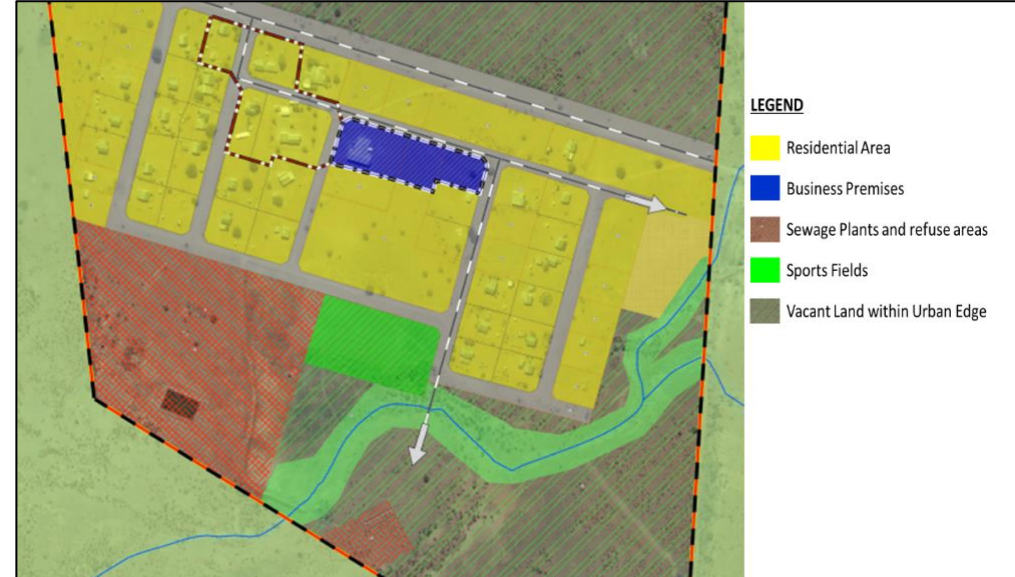 LEGEND
Residential Area
Business Premises
Sewage Plants and refuse areas
Sports Fields
Vacant Land within Urban Edge